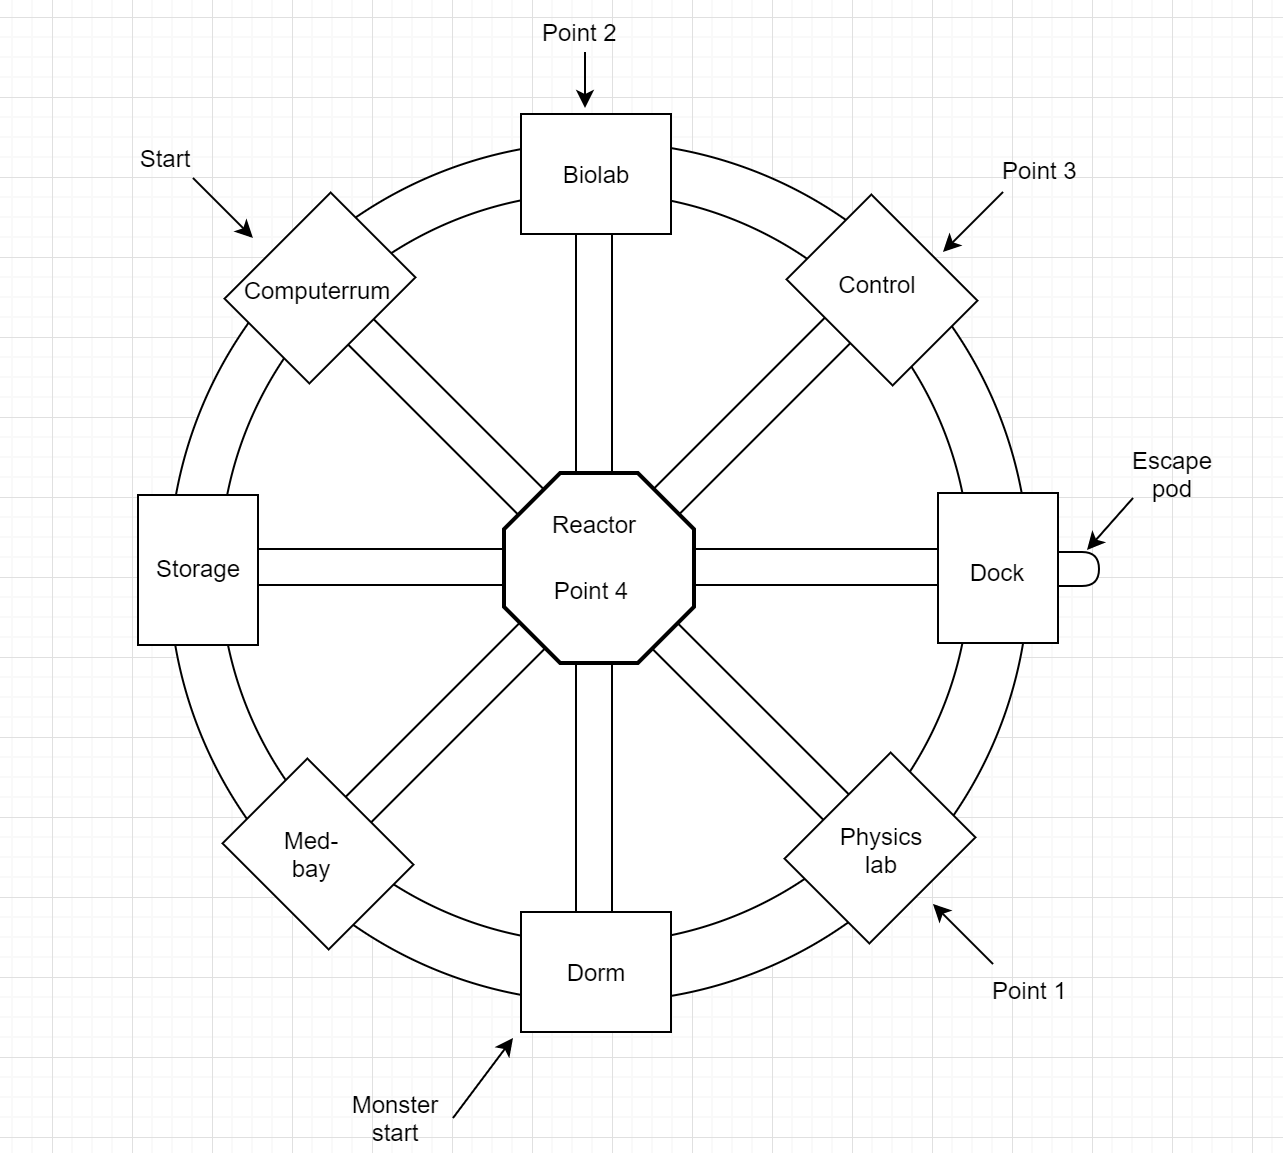 Point 2
Start
Biolab
Point 3
Computerrum
Control
Escape
pod
Reactor
Point 4
Storage
Dock
Med-
bay
Physics
lab
Dorm
Point 1
Monster
start